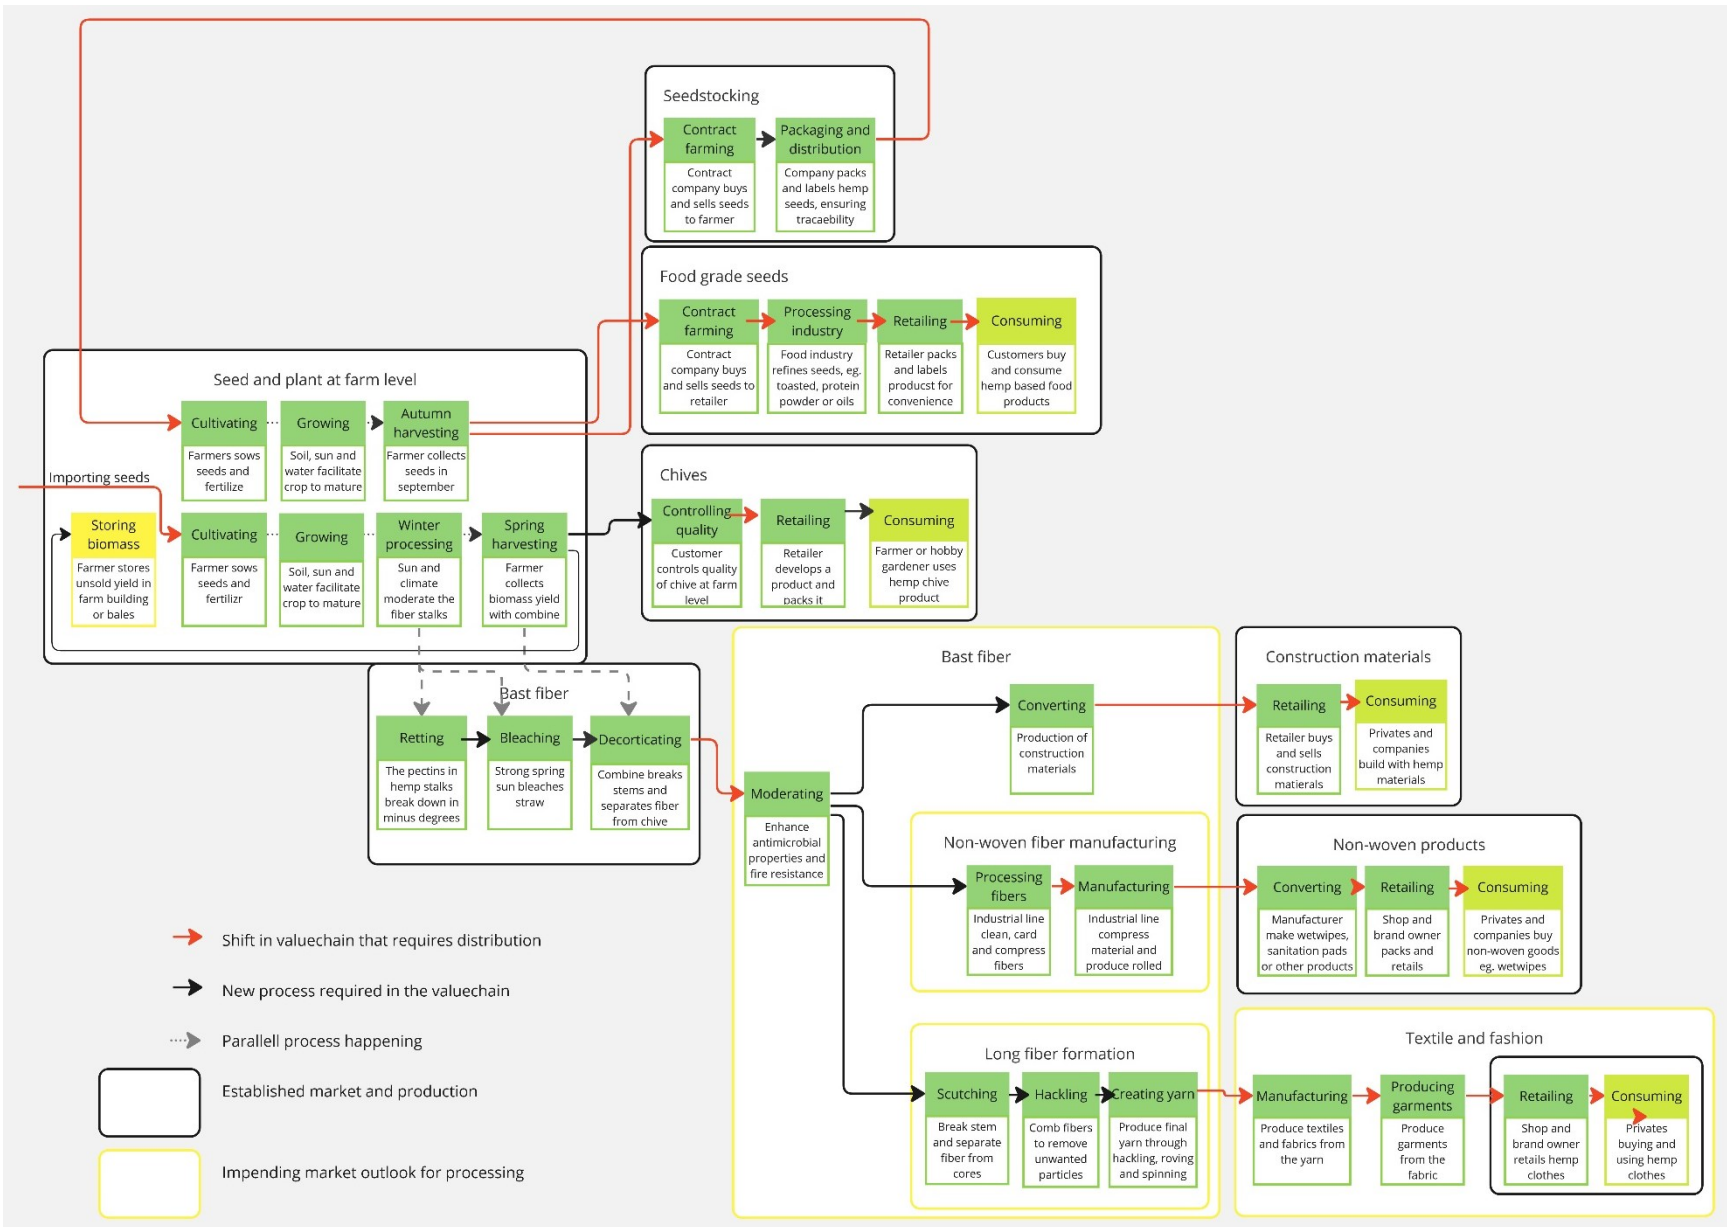 Seedstocking
Contract
farming
Contract
company buys
and sells seeds
to farmer
Packaging and
distribution
Company packs
and labels hemp
seeds, ensuring
tracaebility
Food grade seeds
Contract
farming
Contract
company buys
and sells seeds to
retailer
Processing
industry
Food industry
refines seeds, eg.
toasted, protein
powder or oils
Retailing
Retailer packs
and labels
producst for
convenience
Consuming
Customers buy
and consume
hemp based food
products
Seed and plant at farm level
Cultivating
Farmers sows
seeds and
fertilize
Growing
Soil, sun and
water facilitate
crop to mature
Autumn
harvesting
Farmer collects
seeds in
september
Importing seeds
Storing
biomass
Farmer stores
unsold yield in
farm building
or bales
Cultivating
Farmer sows
seeds and
fertilizr
Growing
Soil, sun and
water facilitate
crop to mature
Winter
processing
Sun and
climate
moderate the
fiber stalks
Spring
harvesting
Farmer
collects
biomass yield
with combine
Chives
Controlling
quality
Customer
controls quality
of chive at farm
level
Retailing
Retailer
develops a
product and
packs it
Consuming
Farmer or hobby
gardener uses
hemp chive
product
Bast fiber
Retting
The pectins in
hemp stalks
break down in
minus degrees
Bleaching
Strong spring
sun bleaches
straw
Decorticating
Combine breaks
stems and
separates fiber
from chive
Bast fiber
Moderating
Enhance
antimicrobial
properties and
fire resistance
Converting
Production of
construction
materials
Construction materials
Retailing
Retailer buys
and sells
construction
matierals
Consuming
Privates and
companies
build with hemp
materials
Non-woven fiber manufacturing
Processing
fibers
Industrial line
clean, card
and compress
fibers
Manufacturing
Industrial line
compress
material and
produce rolled
Non-woven products
Converting
Manufacturer
make wetwipes,
sanitation pads
or other products
Retailing
Shop and
brand owner
packs and
retails
Consuming
Privates and
companies buy
non-woven goods
eg. wetwipes
Long fiber formation
Scutching
Break stem
and separate
fiber from
cores
Hackling
Comb fibers
to remove
unwanted
particles
Creating yarn
Produce final
yarn through
hackling, roving
and spinning
Textile and fashion
Manufacturing
Produce textiles
and fabrics from
the yarn
Producing
garments
Produce
garments
from the
fabric
Retailing
Shop and
brand owner
retails hemp
clothes
Consuming
Privates
buying and
using hemp
clothes
Shift in valuechain that requires distribution
New process required in the valuechain
Parallell process happening
Established market and production
Impending market outlook for processing